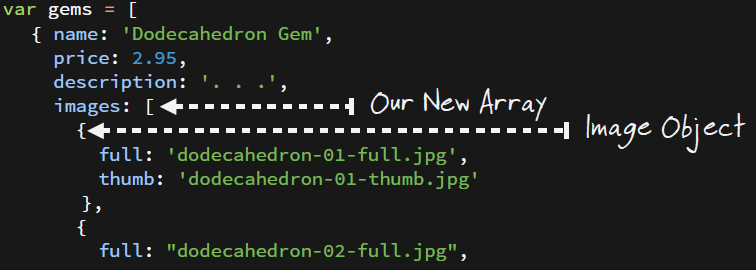 var gems = [
{ name: 'Dodecahedron Gem',
price: 2.95,
description: '. . .',
images: [ Our New Array
{ Image Object
full: 'dodecahedron-01-full.jpg',
thumb: 'dodecahedron-01-thumb.jpg'
},
{
full: "dodecahedron-02-full.jpg",